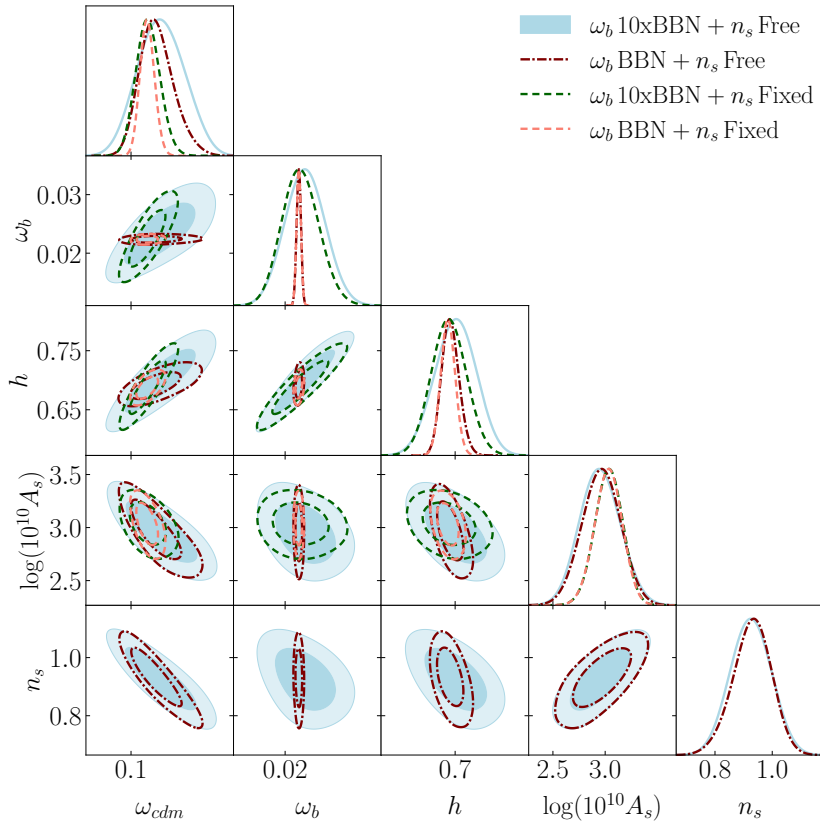 ω_b 10xBBN + n_s Free
ω_b BBN + n_s Free
ω_b 10xBBN + n_s Fixed
ω_b BBN + n_s Fixed
0.03
0.02
ω_b
0.75
0.65
h
3.5
3.0
2.5
log(10^{10}A_s)
1.0
0.8
n_s
0.1 0.02 0.7 2.5 3.0 0.8 1.0
ω_{cdm} ω_b h log(10^{10}A_s) n_s